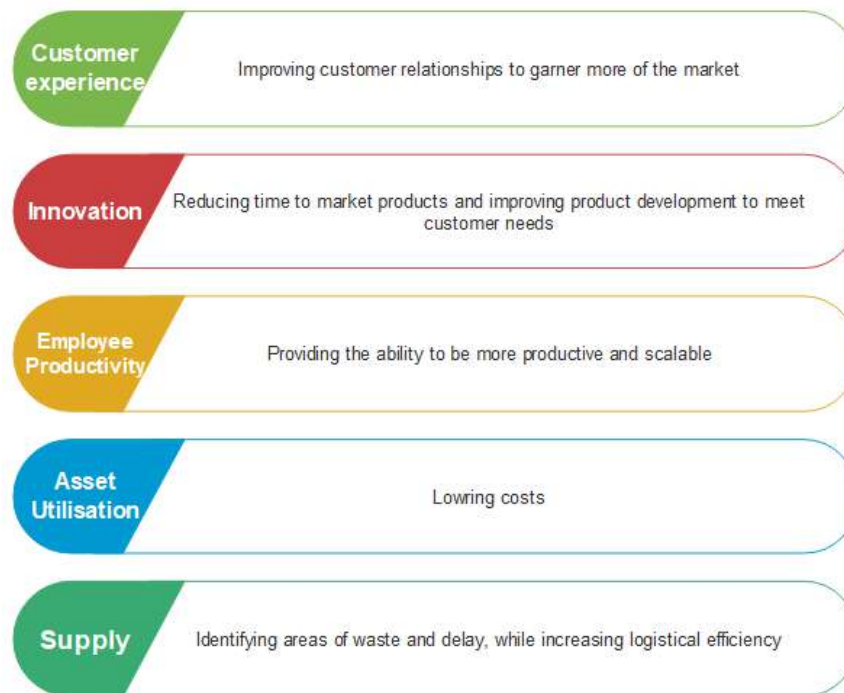 Customer
experience
Improving customer relationships to garner more of the market
Innovation
Reducing time to market products and improving product development to meet
customer needs
Employee
Productivity
Providing the ability to be more productive and scalable
Asset
Utilisation
Lowring costs
Supply
Identifying areas of waste and delay, while increasing logistical efficiency